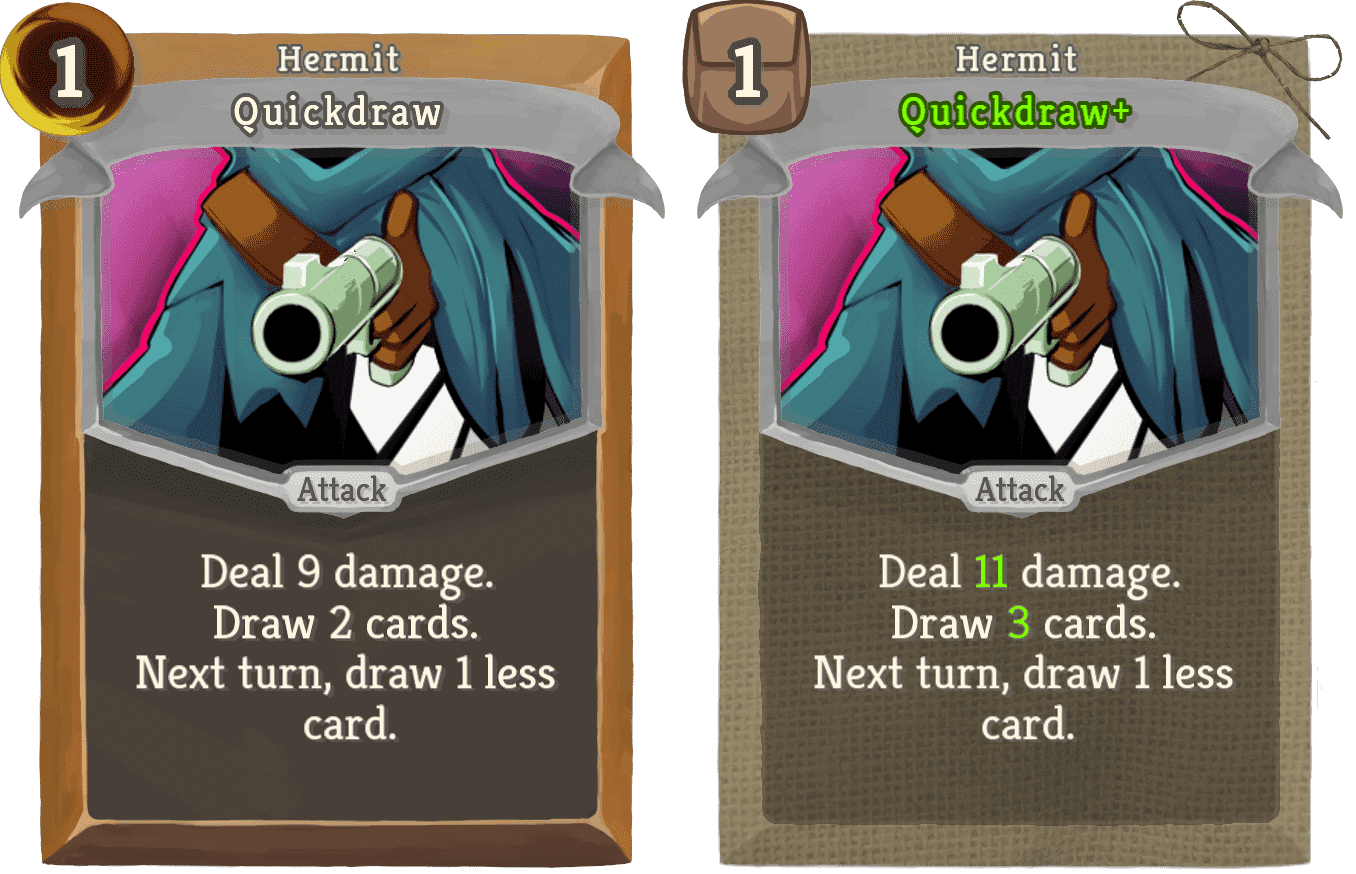 1
Hermit
Quickdraw
Attack
Deal 9 damage.
Draw 2 cards.
Next turn, draw 1 less
card.
1
Hermit
Quickdraw+
Attack
Deal 11 damage.
Draw 3 cards.
Next turn, draw 1 less
card.